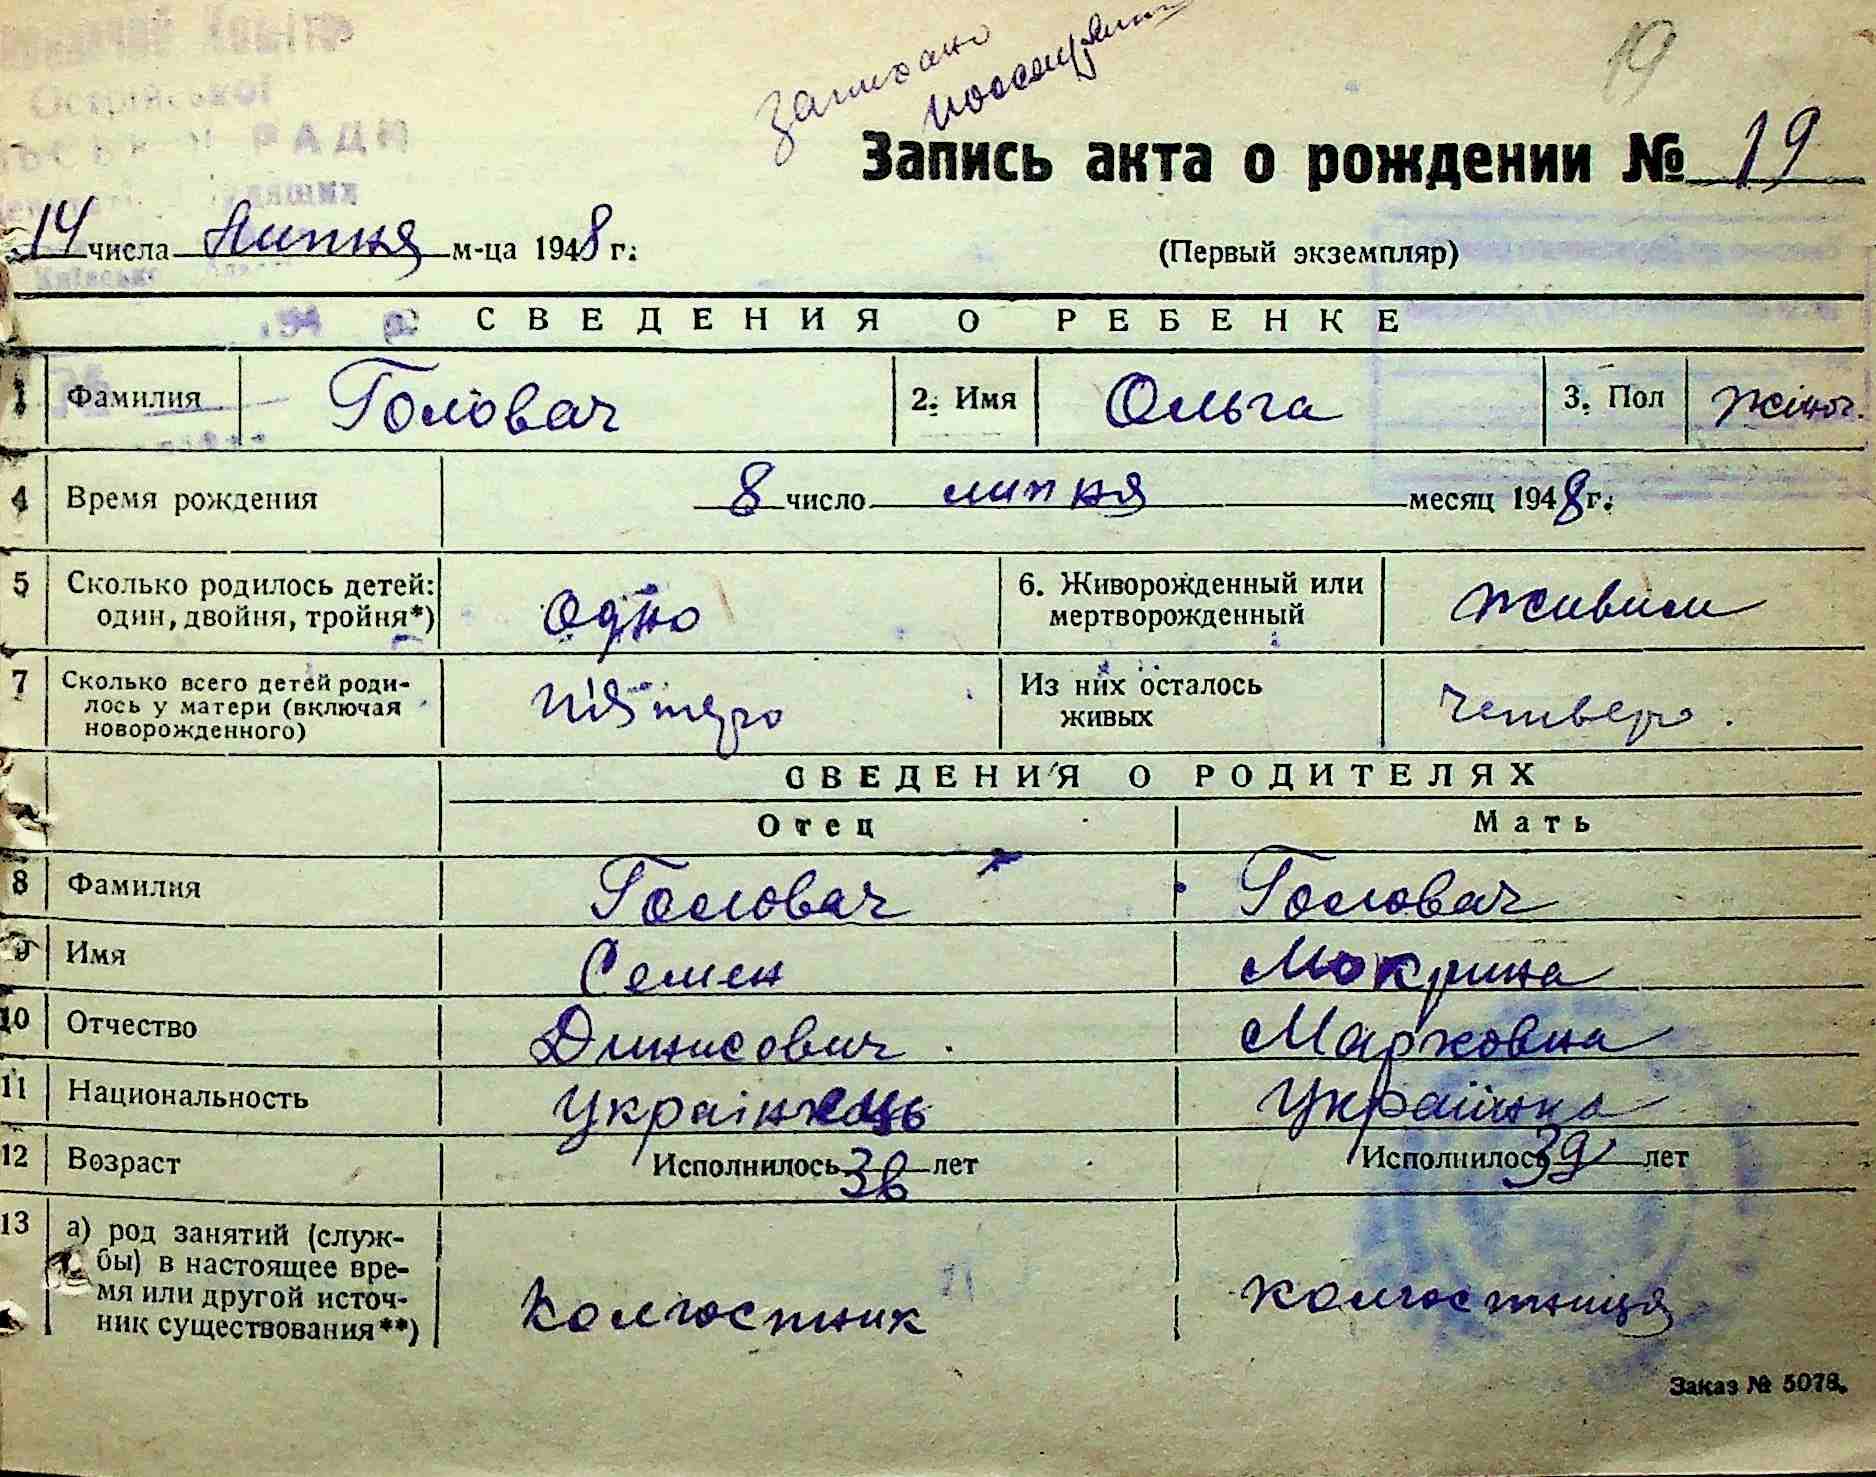 19
Записано
Запись акта о рождении № 19
14 числа липня м-ца 1948 г.
(Первый экземпляр)
РАДИ
СВЕДЕНИЯ О РЕБЕНКЕ
1 Фамилия Головач 2. Имя Ольга 3. Пол жіноч.
4 Время рождения 8 число липня месяц 1948 г.
5 Сколько родилось детей: один, двойня, тройня*) одно 6. Живорожденный или мертворожденный живим
7 Сколько всего детей родилось у матери (включая новорожденного) п'ятеро Из них осталось живых четверо.
СВЕДЕНИЯ О РОДИТЕЛЯХ
Отец Мать
8 Фамилия Головач Головач
9 Имя Семен Мокрина
10 Отчество Динисович Марковна
11 Национальность Українець Українка
12 Возраст Исполнилось 36 лет Исполнилось 39 лет
13 а) род занятий (службы) в настоящее время или другой источник существования**) колгостник колгостниця
Заказ № 5078.